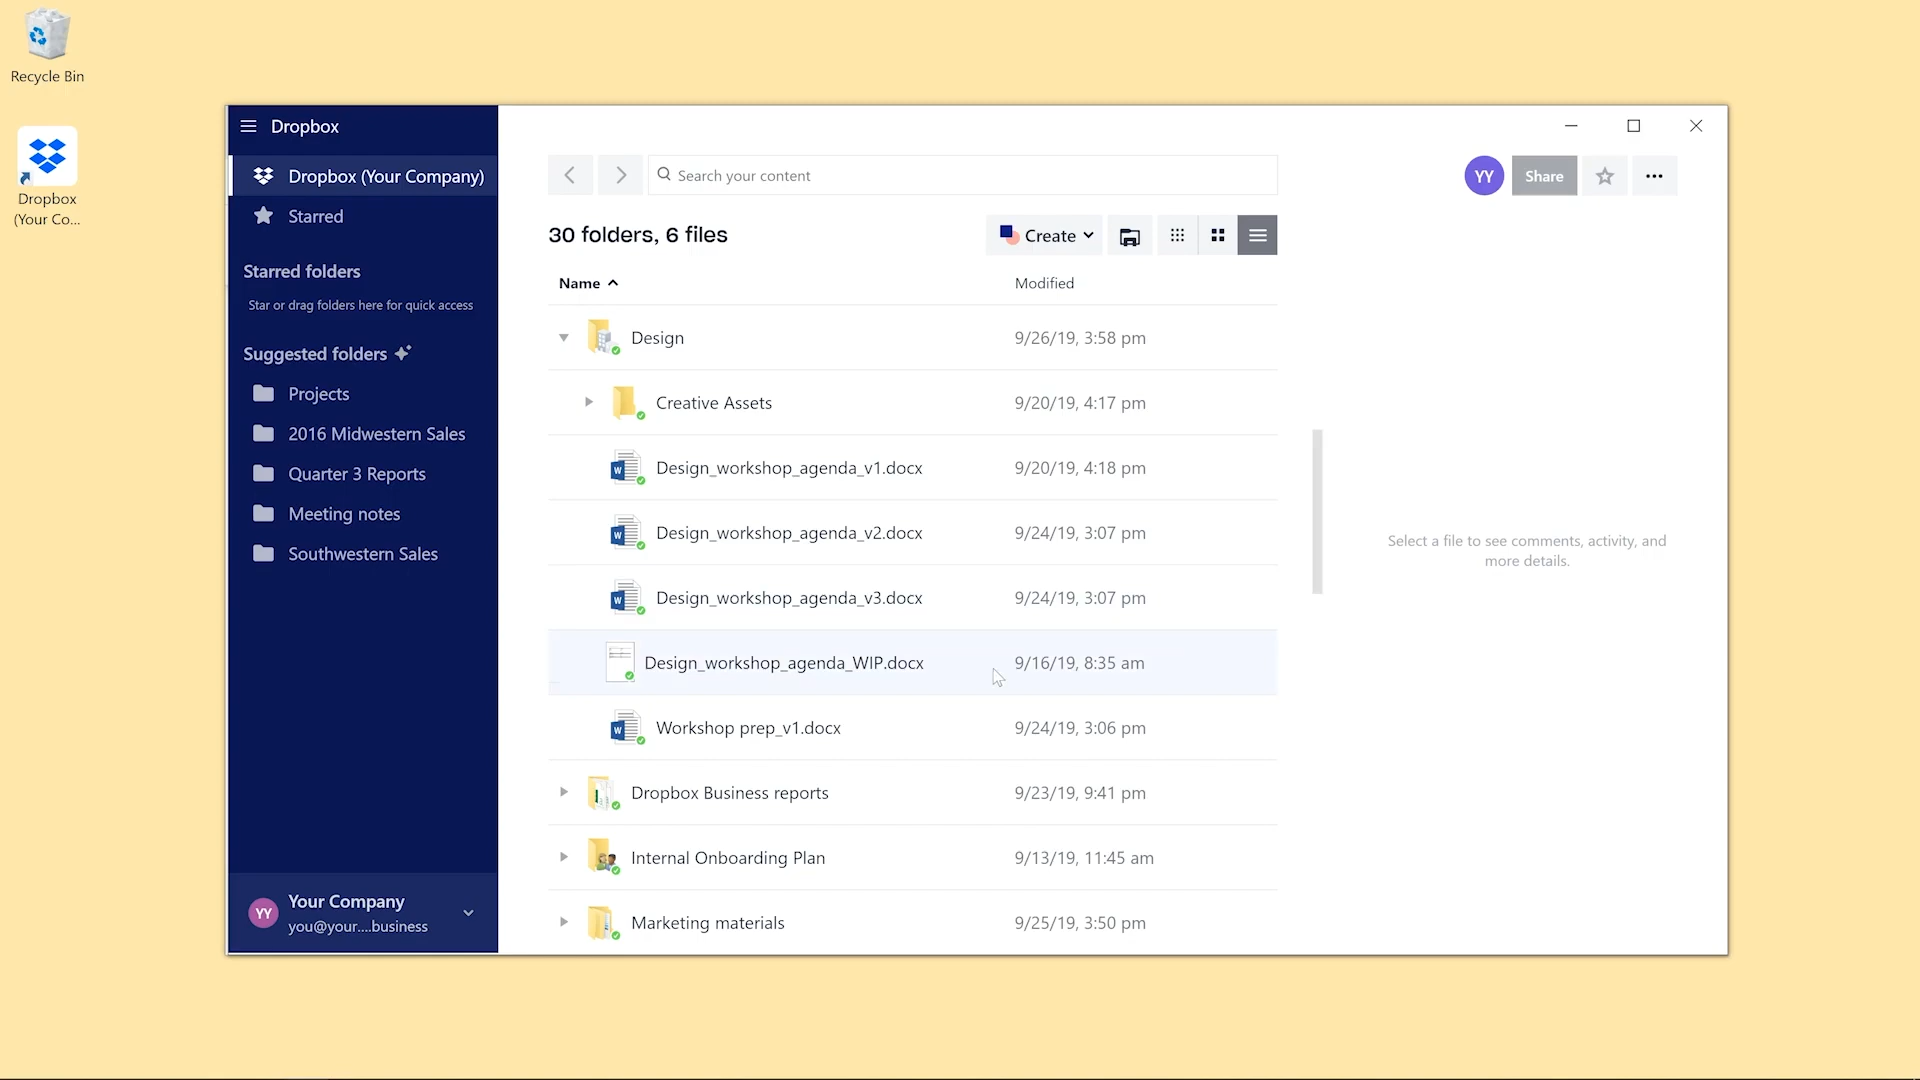 Recycle Bin
Dropbox
(Your Co...
Dropbox
Dropbox (Your Company)
Starred
Starred folders
Star or drag folders here for quick access
Suggested folders
Projects
2016 Midwestern Sales
Quarter 3 Reports
Meeting notes
Southwestern Sales
YY
Your Company
you@your....business
Search your content
YY
Share
30 folders, 6 files
Create
Name
Modified
Design
9/26/19, 3:58 pm
Creative Assets
9/20/19, 4:17 pm
Design_workshop_agenda_v1.docx
9/20/19, 4:18 pm
Design_workshop_agenda_v2.docx
9/24/19, 3:07 pm
Design_workshop_agenda_v3.docx
9/24/19, 3:07 pm
Design_workshop_agenda_WIP.docx
9/16/19, 8:35 am
Workshop prep_v1.docx
9/24/19, 3:06 pm
Dropbox Business reports
9/23/19, 9:41 pm
Internal Onboarding Plan
9/13/19, 11:45 am
Marketing materials
9/25/19, 3:50 pm
Select a file to see comments, activity, and
more details.